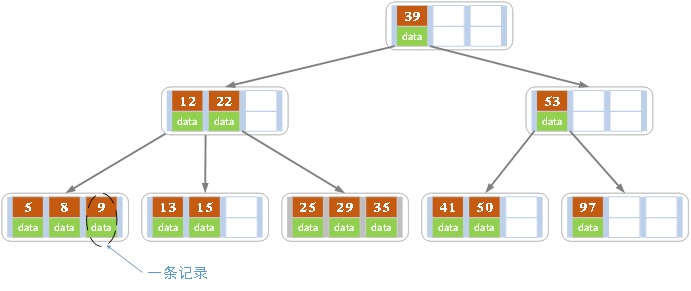 39
data
12 22
data data
53
data
5 8 9
data data data
13 15
data data
25 29 35
data data data
41 50
data data
97
data
一条记录